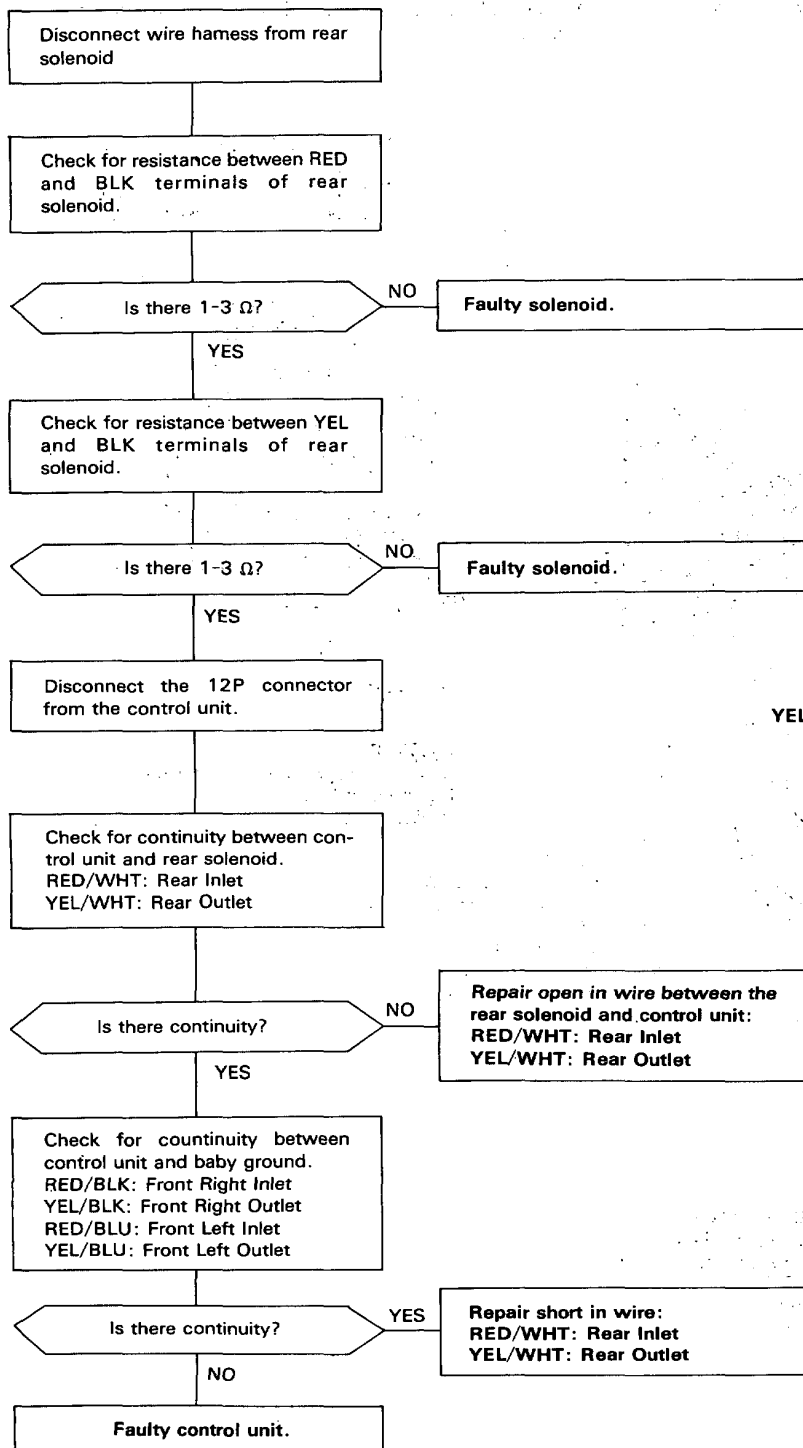 Disconnect wire hamess from rear
solenoid
Check for resistance between RED
and BLK terminals of rear
solenoid.
Is there 1-3 Ω?
NO
Faulty solenoid.
YES
Check for resistance between YEL
and BLK terminals of rear
solenoid.
Is there 1-3 Ω?
NO
Faulty solenoid.
YES
Disconnect the 12P connector
from the control unit.
YEL
Check for continuity between con-
trol unit and rear solenoid.
RED/WHT: Rear Inlet
YEL/WHT: Rear Outlet
Is there continuity?
NO
Repair open in wire between the
rear solenoid and control unit:
RED/WHT: Rear Inlet
YEL/WHT: Rear Outlet
YES
Check for countinuity between
control unit and baby ground.
RED/BLK: Front Right Inlet
YEL/BLK: Front Right Outlet
RED/BLU: Front Left Inlet
YEL/BLU: Front Left Outlet
Is there continuity?
YES
Repair short in wire:
RED/WHT: Rear Inlet
YEL/WHT: Rear Outlet
NO
Faulty control unit.